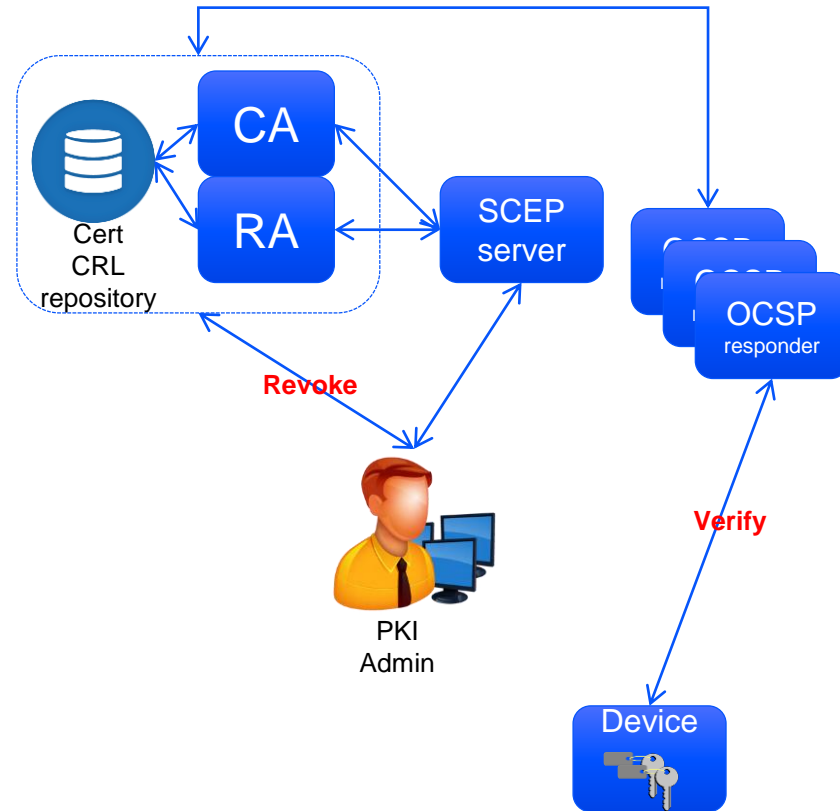 CA
RA
Cert
CRL
repository
SCEP
server
OCSP
responder
Revoke
Verify
PKI
Admin
Device